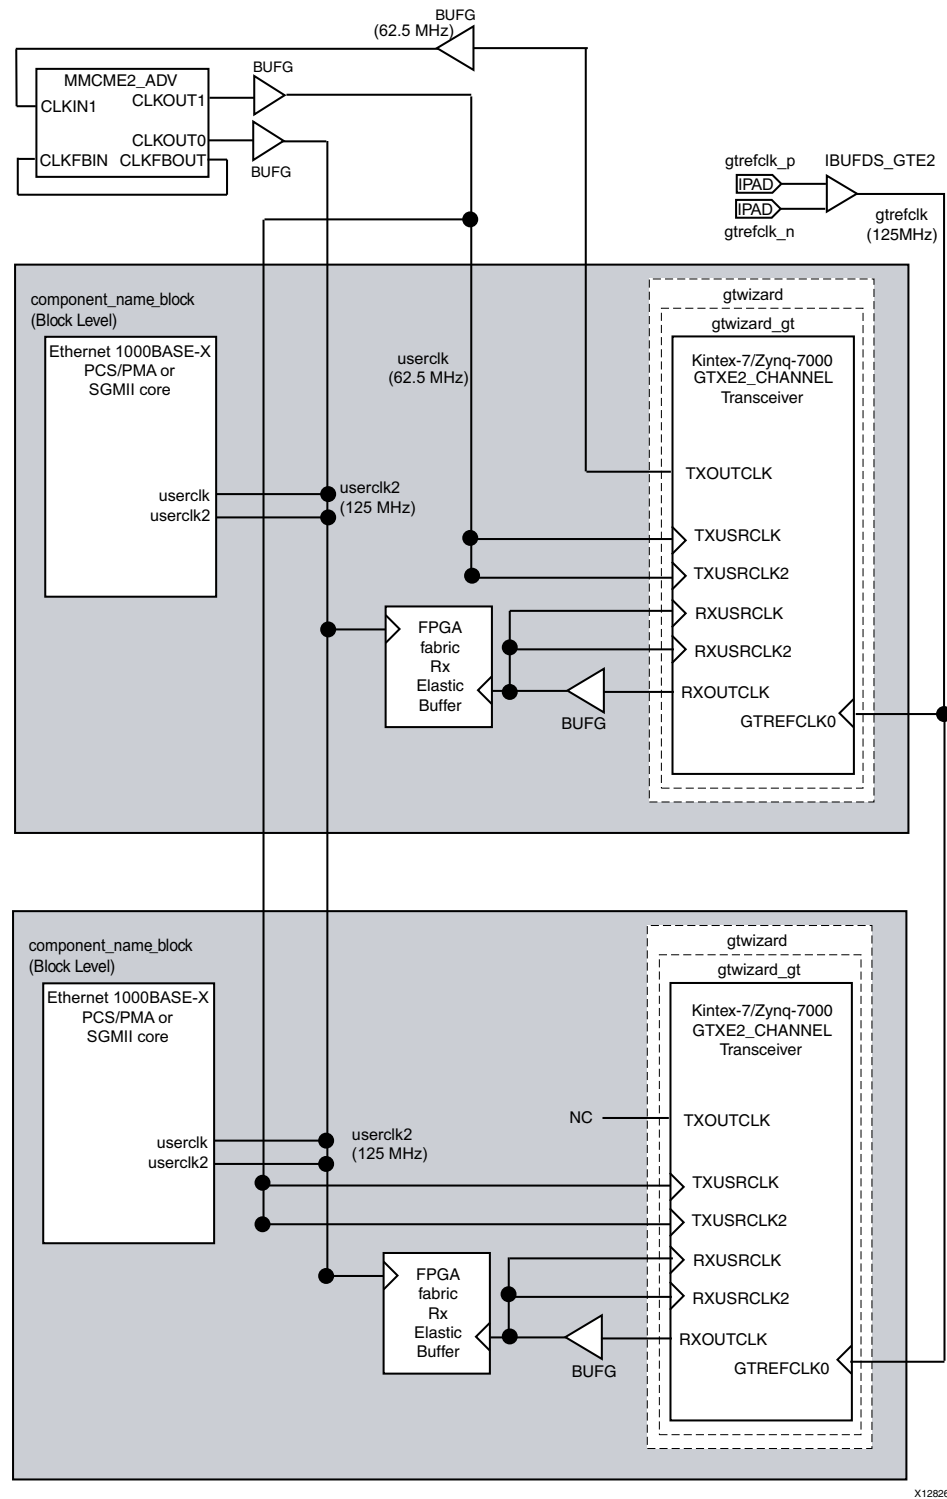 BUFG
(62.5 MHz)
MMCME2_ADV
CLKIN1
CLKOUT1
CLKOUT0
CLKFBIN
CLKFBOUT
BUFG
BUFG
gtrefclk_p
IBUFDS_GTE2
IPAD
IPAD
gtrefclk_n
gtrefclk
(125MHz)
component_name_block
(Block Level)
Ethernet 1000BASE-X
PCS/PMA or
SGMII core
userclk
userclk2
userclk2
(125 MHz)
userclk
(62.5 MHz)
gtwizard
gtwizard_gt
Kintex-7/Zynq-7000
GTXE2_CHANNEL
Transceiver
TXOUTCLK
TXUSRCLK
TXUSRCLK2
RXUSRCLK
RXUSRCLK2
RXOUTCLK
GTREFCLK0
FPGA
fabric
Rx
Elastic
Buffer
BUFG
component_name_block
(Block Level)
Ethernet 1000BASE-X
PCS/PMA or
SGMII core
userclk
userclk2
userclk2
(125 MHz)
gtwizard
gtwizard_gt
Kintex-7/Zynq-7000
GTXE2_CHANNEL
Transceiver
NC
TXOUTCLK
TXUSRCLK
TXUSRCLK2
RXUSRCLK
RXUSRCLK2
RXOUTCLK
GTREFCLK0
FPGA
fabric
Rx
Elastic
Buffer
BUFG
X12826